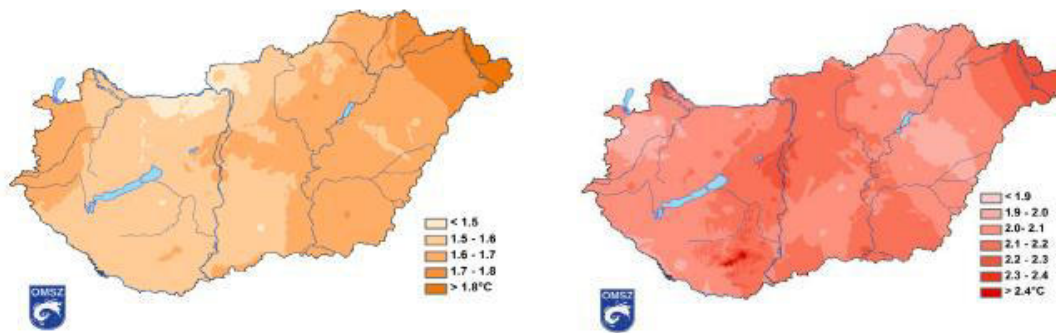 < 1.5
1.5 - 1.6
1.6 - 1.7
1.7 - 1.8
> 1.8°C
OMSZ
< 1.9
1.9 - 2.0
2.0- 2.1
2.1 - 2.2
2.2 - 2.3
2.3 - 2.4
> 2.4°C
OMSZ